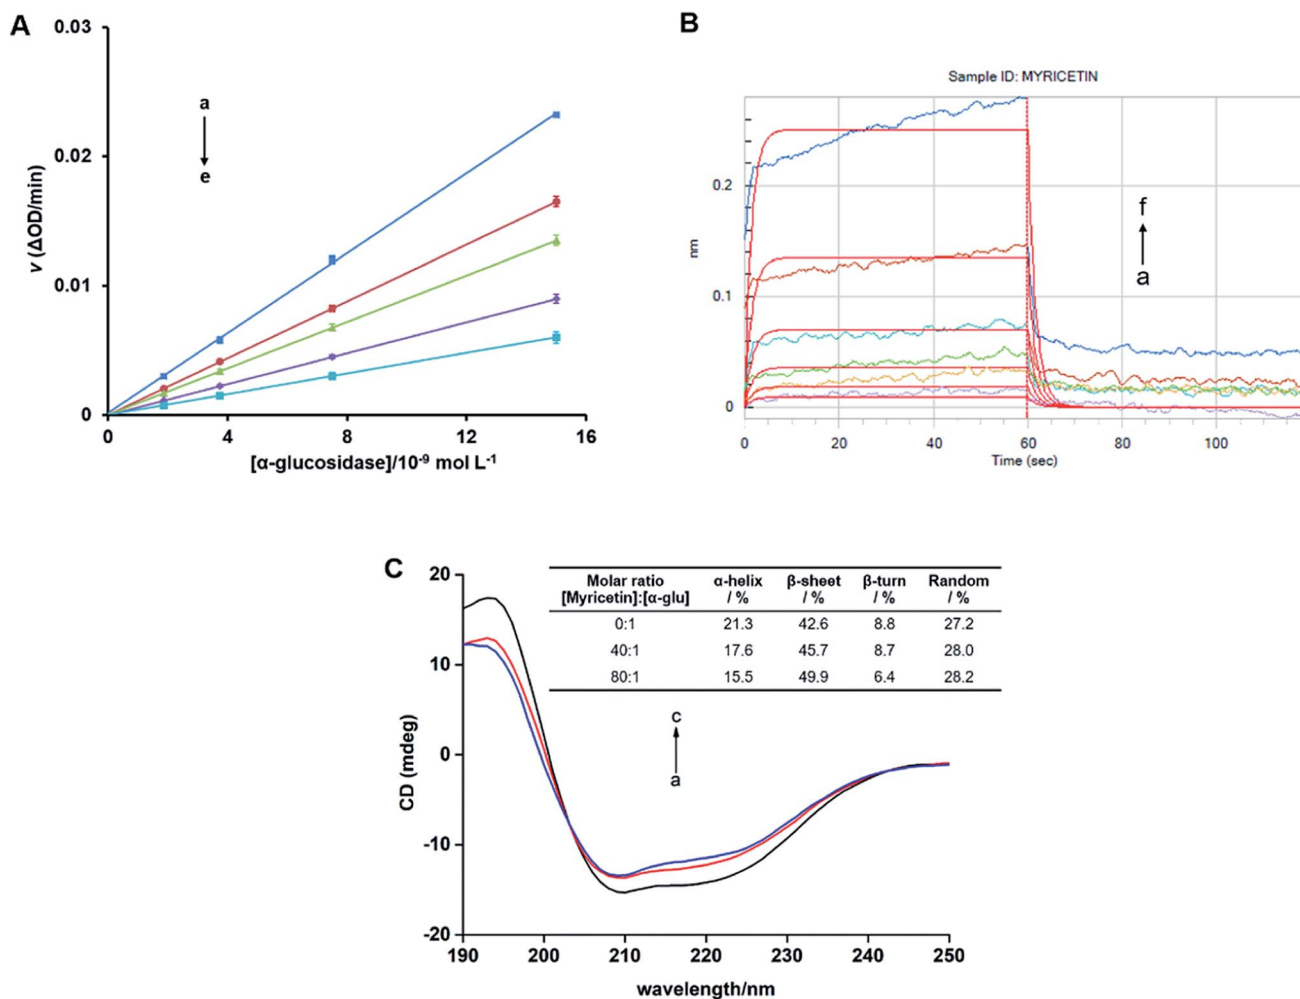 A
0.03
0.02
0.01
0
v (ΔOD/min)
a
e
0
4
8
12
16
[α-glucosidase]/10⁻⁹ mol L⁻¹
B
Sample ID: MYRICETIN
0.2
0.1
0
nm
f
a
0
20
40
60
80
100
Time (sec)
C
20
10
0
-10
-20
CD (mdeg)
Molar ratio α-helix β-sheet β-turn Random
[Myricetin]:[α-glu] / % / % / % / %
0:1 21.3 42.6 8.8 27.2
40:1 17.6 45.7 8.7 28.0
80:1 15.5 49.9 6.4 28.2
c
a
190
200
210
220
230
240
250
wavelength/nm